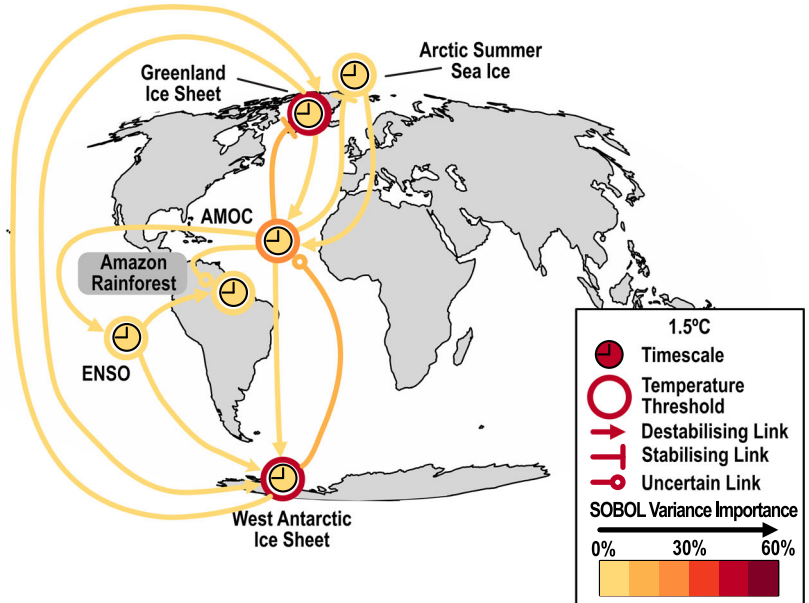 Arctic Summer
Sea Ice
Greenland
Ice Sheet
AMOC
Amazon
Rainforest
ENSO
West Antarctic
Ice Sheet
1.5ºC
Timescale
Temperature
Threshold
Destabilising Link
Stabilising Link
Uncertain Link
SOBOL Variance Importance
0% 30% 60%